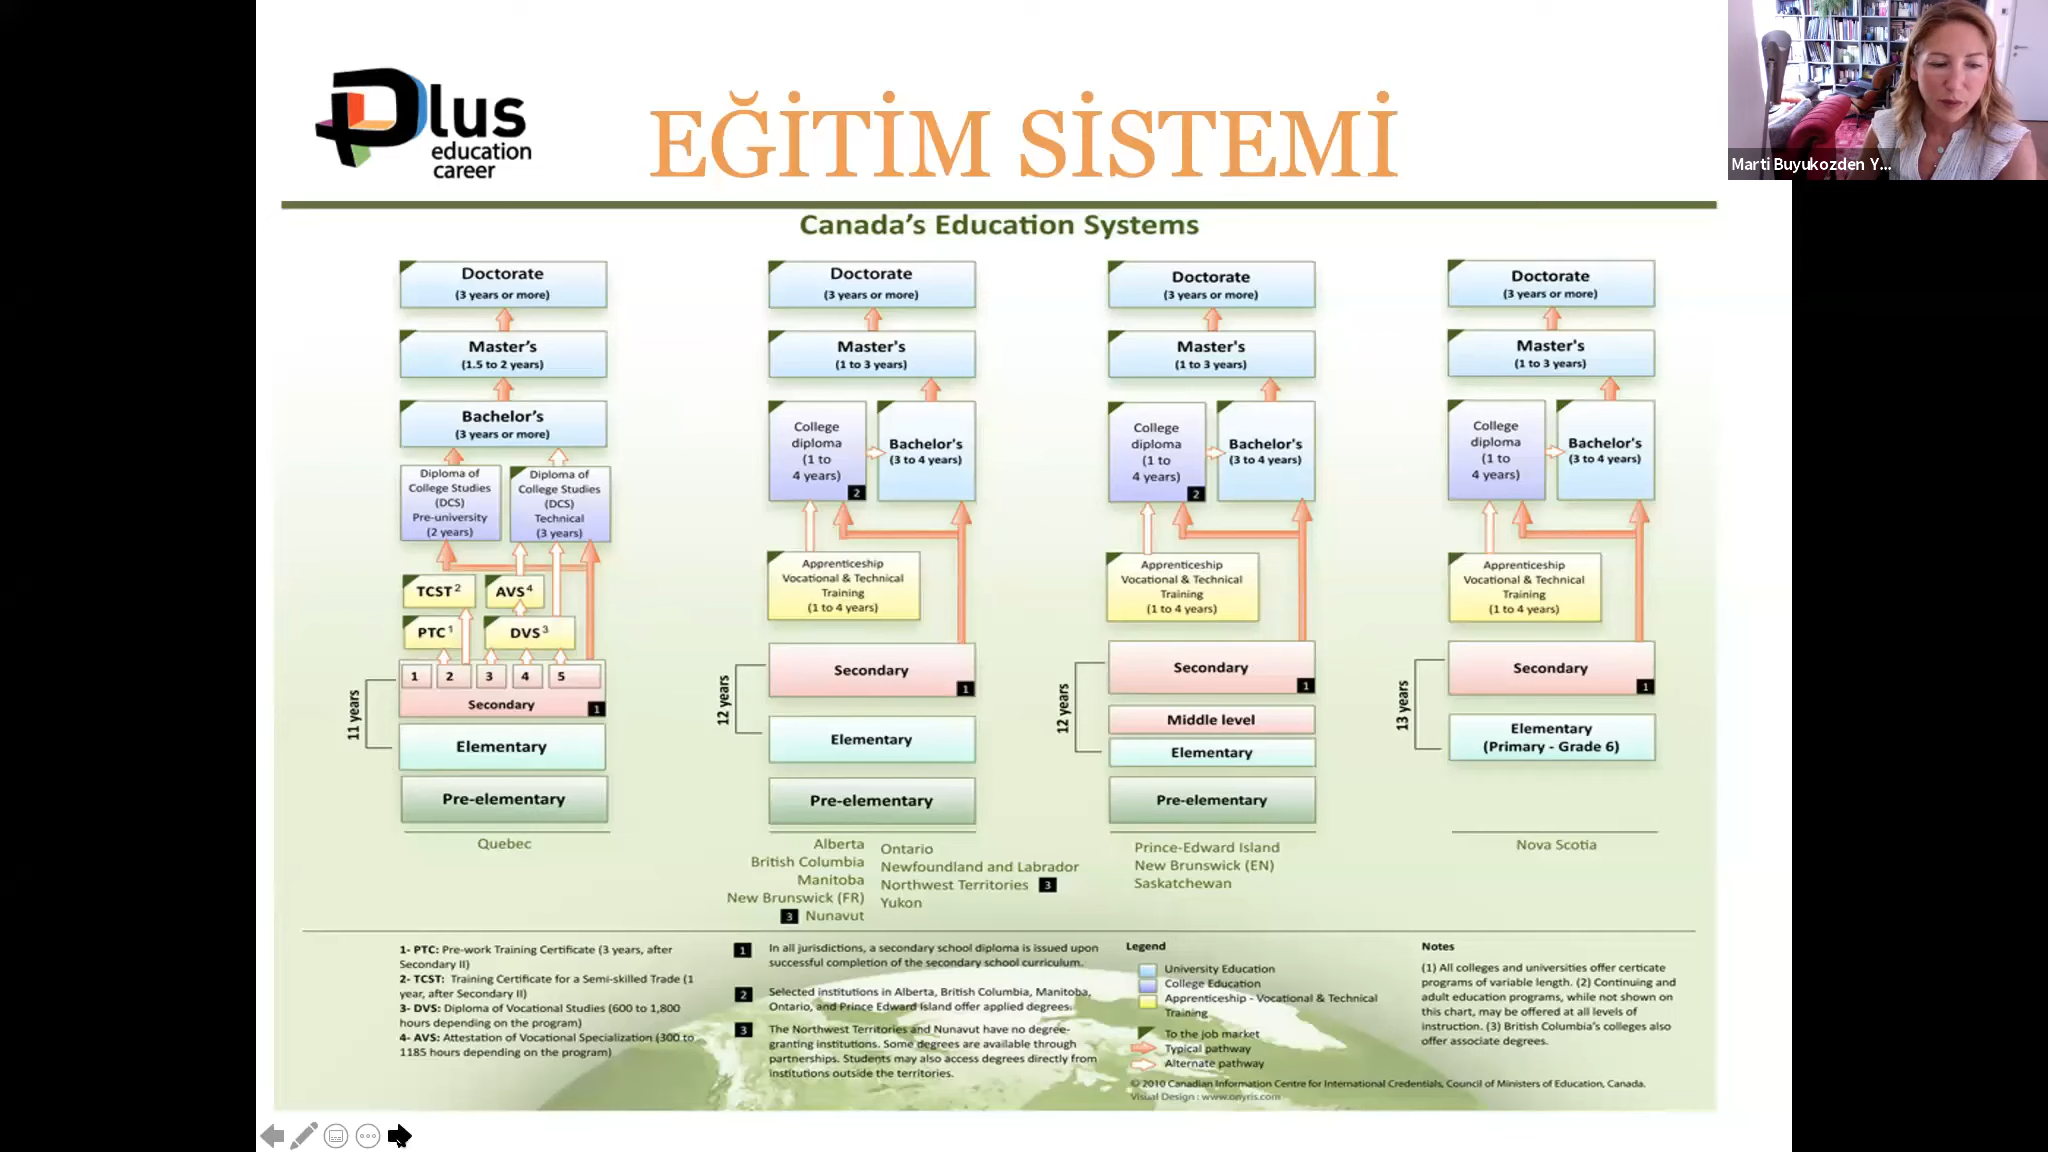 Plus
education
career
EĞİTİM SİSTEMİ
Marti Buyukozden Y...
Canada's Education Systems
Doctorate
(3 years or more)
Master's
(1.5 to 2 years)
Bachelor's
(3 years or more)
Diploma of
College Studies
(DCS)
Pre-university
(2 years)
Diploma of
College Studies
(DCS)
Technical
(3 years)
TCST 2
AVS 4
PTC 1
DVS 3
1 2 3 4 5
Secondary
1
11 years
Elementary
Pre-elementary
Quebec
Doctorate
(3 years or more)
Master's
(1 to 3 years)
College
diploma
(1 to
4 years)
2
Bachelor's
(3 to 4 years)
Apprenticeship
Vocational & Technical
Training
(1 to 4 years)
Secondary
1
12 years
Elementary
Pre-elementary
Alberta
British Columbia
Manitoba
New Brunswick (FR)
3 Nunavut
Ontario
Newfoundland and Labrador
Northwest Territories 3
Yukon
Doctorate
(3 years or more)
Master's
(1 to 3 years)
College
diploma
(1 to
4 years)
2
Bachelor's
(3 to 4 years)
Apprenticeship
Vocational & Technical
Training
(1 to 4 years)
Secondary
1
12 years
Middle level
Elementary
Pre-elementary
Prince-Edward Island
New Brunswick (EN)
Saskatchewan
Doctorate
(3 years or more)
Master's
(1 to 3 years)
College
diploma
(1 to
4 years)
Bachelor's
(3 to 4 years)
Apprenticeship
Vocational & Technical
Training
(1 to 4 years)
Secondary
1
13 years
Elementary
(Primary - Grade 6)
Nova Scotia
1- PTC: Pre-work Training Certificate (3 years, after
Secondary II)
2- TCST: Training Certificate for a Semi-skilled Trade (1
year, after Secondary II)
3- DVS: Diploma of Vocational Studies (600 to 1,800
hours depending on the program)
4- AVS: Attestation of Vocational Specialization (300 to
1185 hours depending on the program)
1 In all jurisdictions, a secondary school diploma is issued upon
successful completion of the secondary school curriculum.
2 Selected institutions in Alberta, British Columbia, Manitoba,
Ontario, and Prince Edward Island offer applied degrees.
3 The Northwest Territories and Nunavut have no degree-
granting institutions. Some degrees are available through
partnerships. Students may also access degrees directly from
institutions outside the territories.
Legend
University Education
College Education
Apprenticeship - Vocational & Technical
Training
To the job market
Typical pathway
Alternate pathway
Notes
(1) All colleges and universities offer certicate
programs of variable length. (2) Continuing and
adult education programs, while not shown on
this chart, may be offered at all levels of
instruction. (3) British Columbia's colleges also
offer associate degrees.
© 2010 Canadian Information Centre for International Credentials, Council of Ministers of Education, Canada.
Visual Design : www.onyris.com